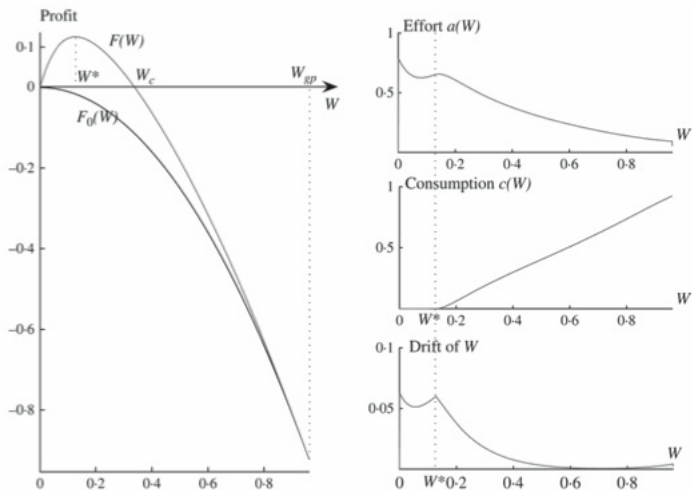 Profit
0·1
F(W)
W* W_c W_gp
0
W
F₀(W)
−0·2
−0·4
−0·6
−0·8
0 0·2 0·4 0·6 0·8
Effort a(W)
1
0·5
W
0 0·2 0·4 0·6 0·8
Consumption c(W)
1
0·5
W
0 W* 0·2 0·4 0·6 0·8
Drift of W
0·1
0·05
W
0 W* 0·2 0·4 0·6 0·8